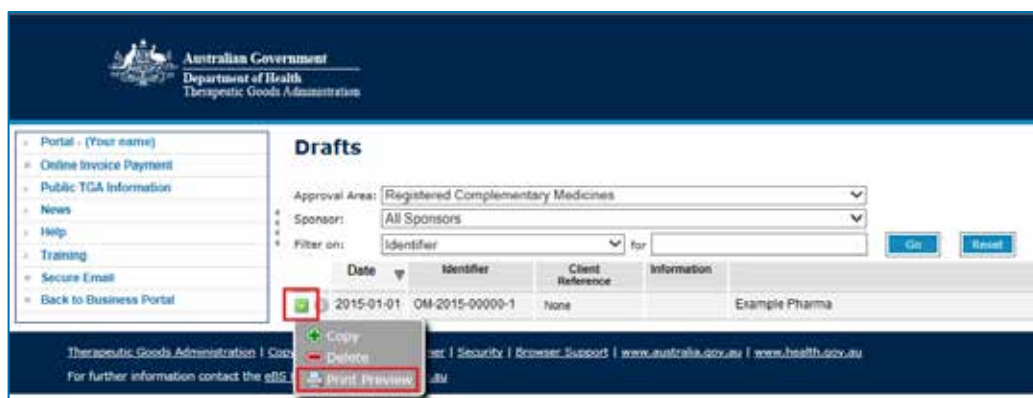 Australian Government
Department of Health
Therapeutic Goods Administration
Portal - (Your name)
Online Invoice Payment
Public TGA Information
News
Help
Training
Secure Email
Back to Business Portal
Drafts
Approval Area: Registered Complementary Medicines
Sponsor: All Sponsors
Filter on: Identifier for Go Reset
Date Identifier Client Reference Information
2015-01-01 OM-2015-00000-1 None Example Pharma
Copy
Delete
Print Preview
Therapeutic Goods Administration | | Security | Browser Support | www.australia.gov.au | www.health.gov.au
For further information contact the eBS .au